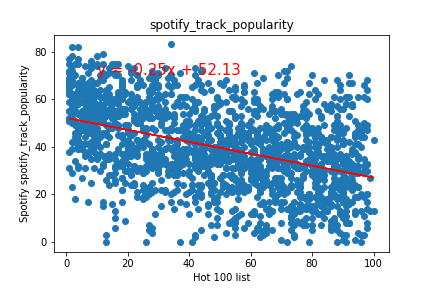 spotify_track_popularity
y = -0.25x + 52.13
Spotify spotify_track_popularity
80
60
40
20
0
0 20 40 60 80 100
Hot 100 list